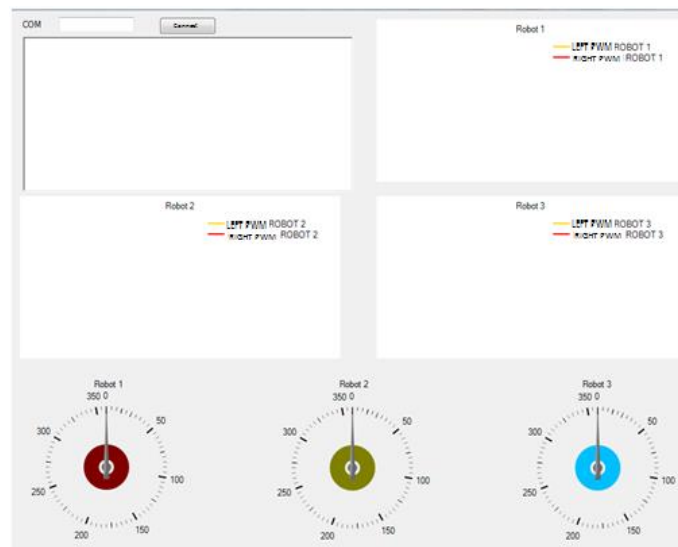 COM Connect
Robot 1
LEFT PWM ROBOT 1
RIGHT PWM ROBOT 1
Robot 2
LEFT PWM ROBOT 2
RIGHT PWM ROBOT 2
Robot 3
LEFT PWM ROBOT 3
RIGHT PWM ROBOT 3
Robot 1
350 0
50
100
150
200
250
300
Robot 2
350 0
50
100
150
200
250
300
Robot 3
350 0
50
100
150
200
250
300